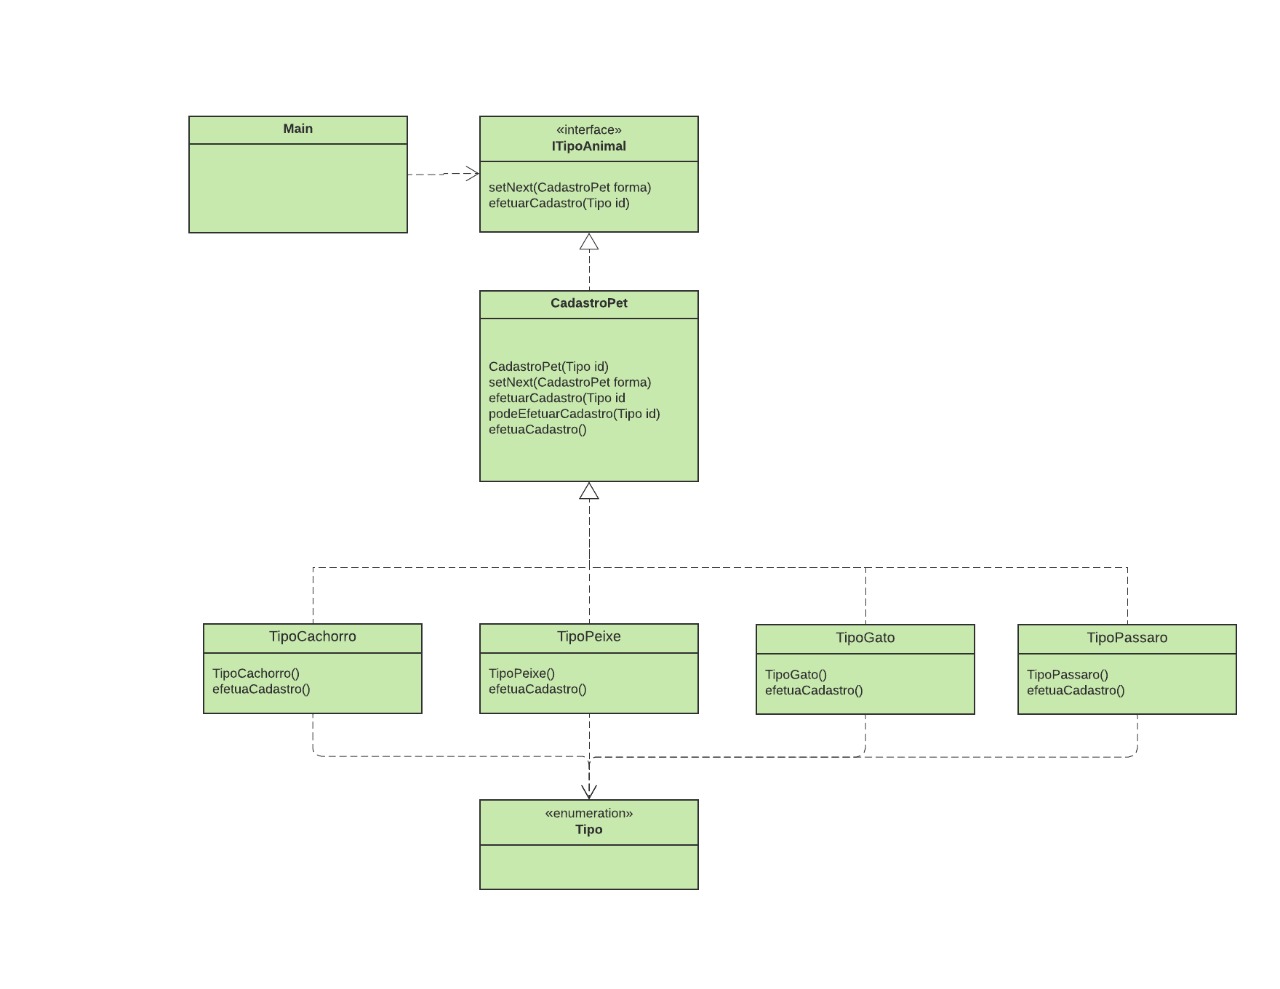 Main
«interface»
ITipoAnimal
setNext(CadastroPet forma)
efetuarCadastro(Tipo id)
CadastroPet
CadastroPet(Tipo id)
setNext(CadastroPet forma)
efetuarCadastro(Tipo id
podeEfetuarCadastro(Tipo id)
efetuaCadastro()
TipoCachorro
TipoCachorro()
efetuaCadastro()
TipoPeixe
TipoPeixe()
efetuaCadastro()
TipoGato
TipoGato()
efetuaCadastro()
TipoPassaro
TipoPassaro()
efetuaCadastro()
«enumeration»
Tipo